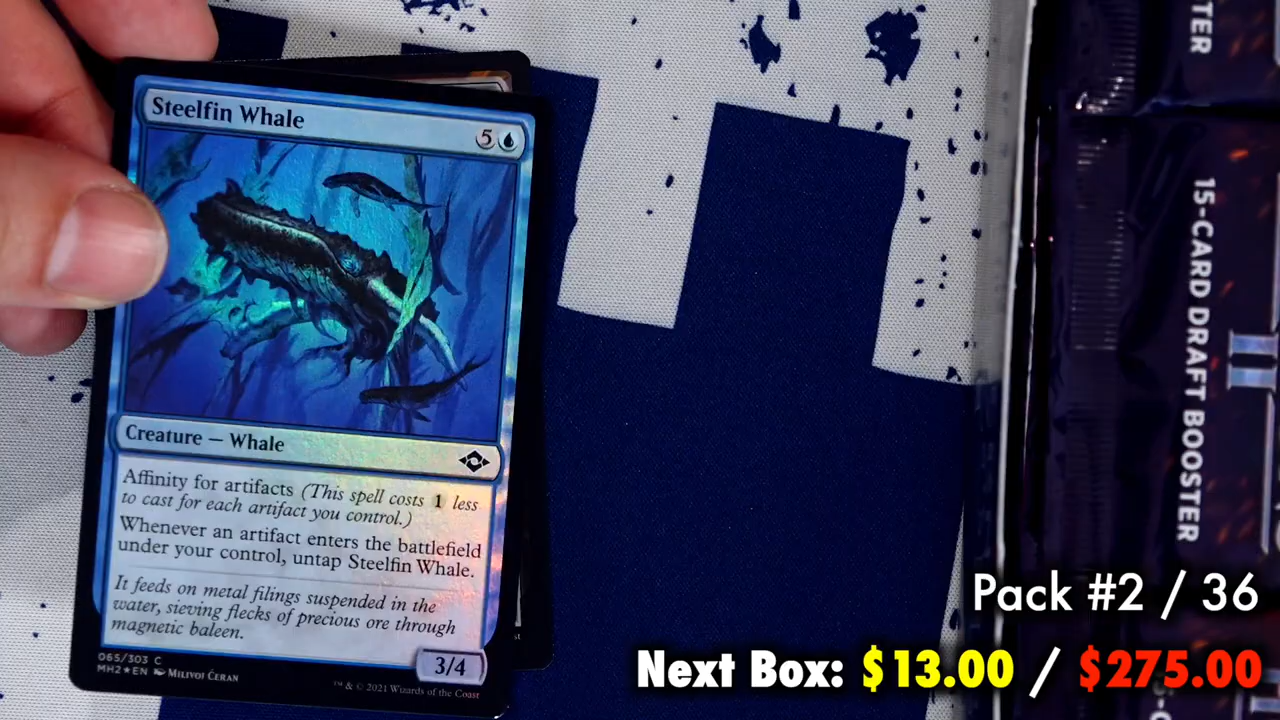 Steelfin Whale
5
Creature — Whale
Affinity for artifacts (This spell costs 1 less
to cast for each artifact you control.)
Whenever an artifact enters the battlefield
under your control, untap Steelfin Whale.
It feeds on metal filings suspended in the
water, sieving flecks of precious ore through
magnetic baleen.
3/4
065/303 C
MH2★EN Milivoj Ćeran
™ & © 2021 Wizards of the Coast
st
TER
15-CARD DRAFT BOOSTER
II
Pack #2 / 36
Next Box: $13.00 / $275.00